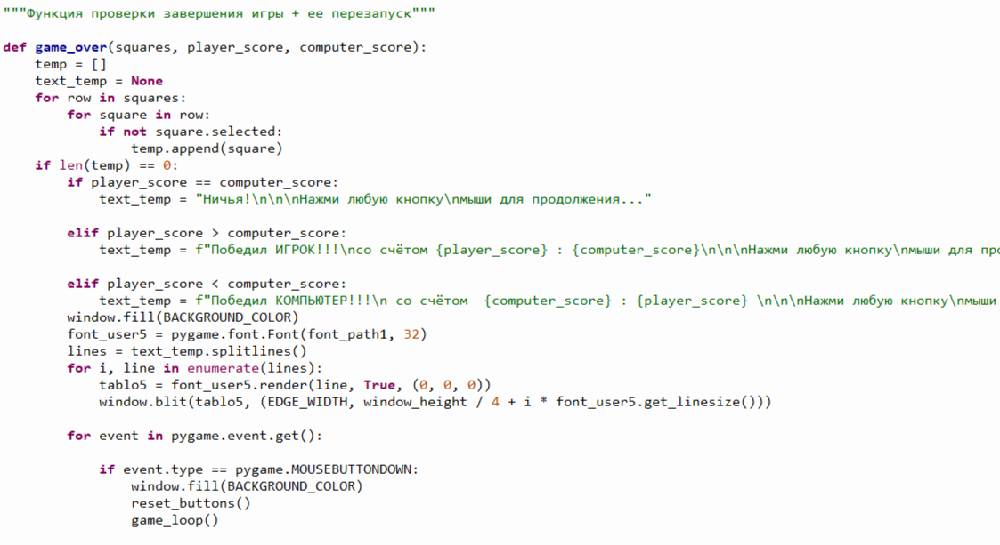 """Функция проверки завершения игры + ее перезапуск"""
def game_over(squares, player_score, computer_score):
    temp = []
    text_temp = None
    for row in squares:
        for square in row:
            if not square.selected:
                temp.append(square)
    if len(temp) == 0:
        if player_score == computer_score:
            text_temp = "Ничья!\n\n\nНажми любую кнопку\nмыши для продолжения..."
        elif player_score > computer_score:
            text_temp = f"Победил ИГРОК!!!\nсо счётом {player_score} : {computer_score}\n\n\nНажми любую кнопку\nмыши для про
        elif player_score < computer_score:
            text_temp = f"Победил КОМПЬЮТЕР!!!\n со счётом  {computer_score} : {player_score} \n\n\nНажми любую кнопку\nмыши
        window.fill(BACKGROUND_COLOR)
        font_user5 = pygame.font.Font(font_path1, 32)
        lines = text_temp.splitlines()
        for i, line in enumerate(lines):
            tablo5 = font_user5.render(line, True, (0, 0, 0))
            window.blit(tablo5, (EDGE_WIDTH, window_height / 4 + i * font_user5.get_linesize()))
        for event in pygame.event.get():
            if event.type == pygame.MOUSEBUTTONDOWN:
                window.fill(BACKGROUND_COLOR)
                reset_buttons()
                game_loop()